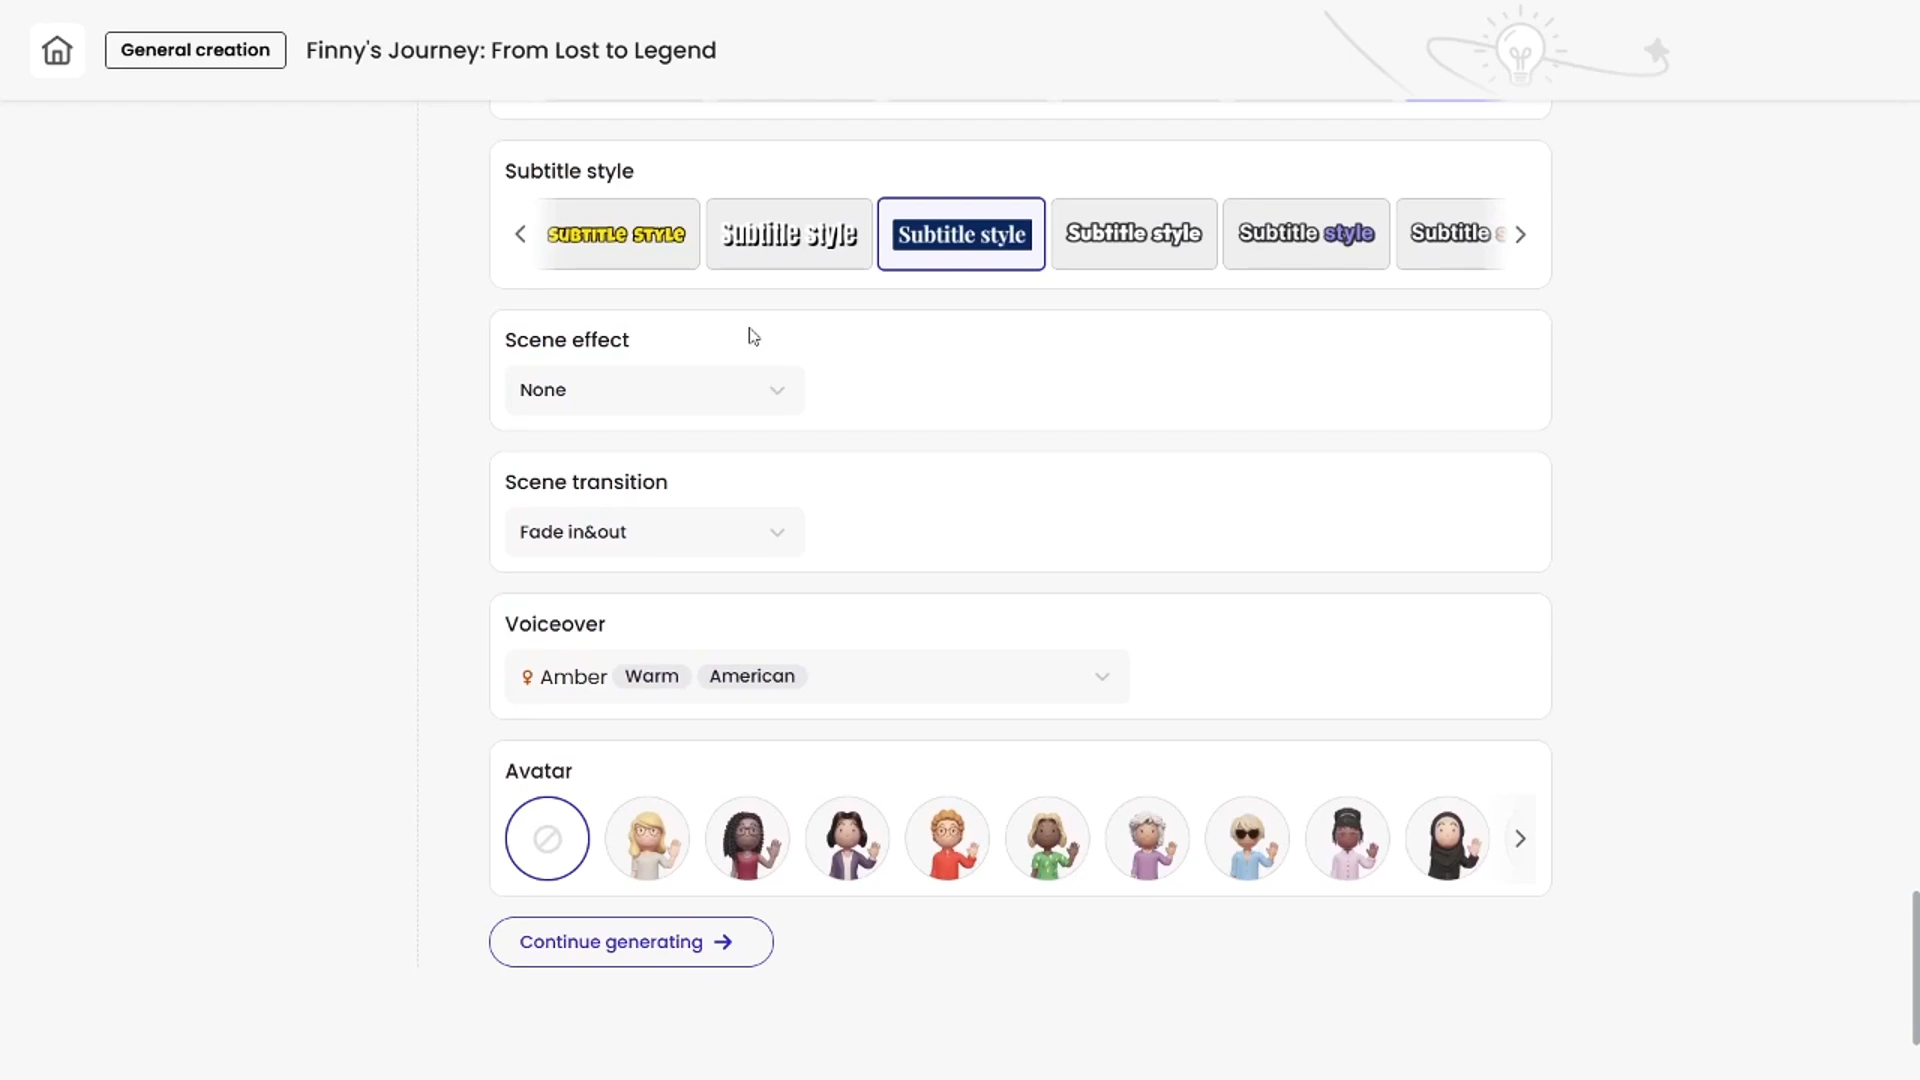 General creation Finny's Journey: From Lost to Legend
Subtitle style
SUBTITLE STYLE Subtitle style Subtitle style Subtitle style Subtitle style Subtitle s
Scene effect
None
Scene transition
Fade in&out
Voiceover
Amber Warm American
Avatar
Continue generating